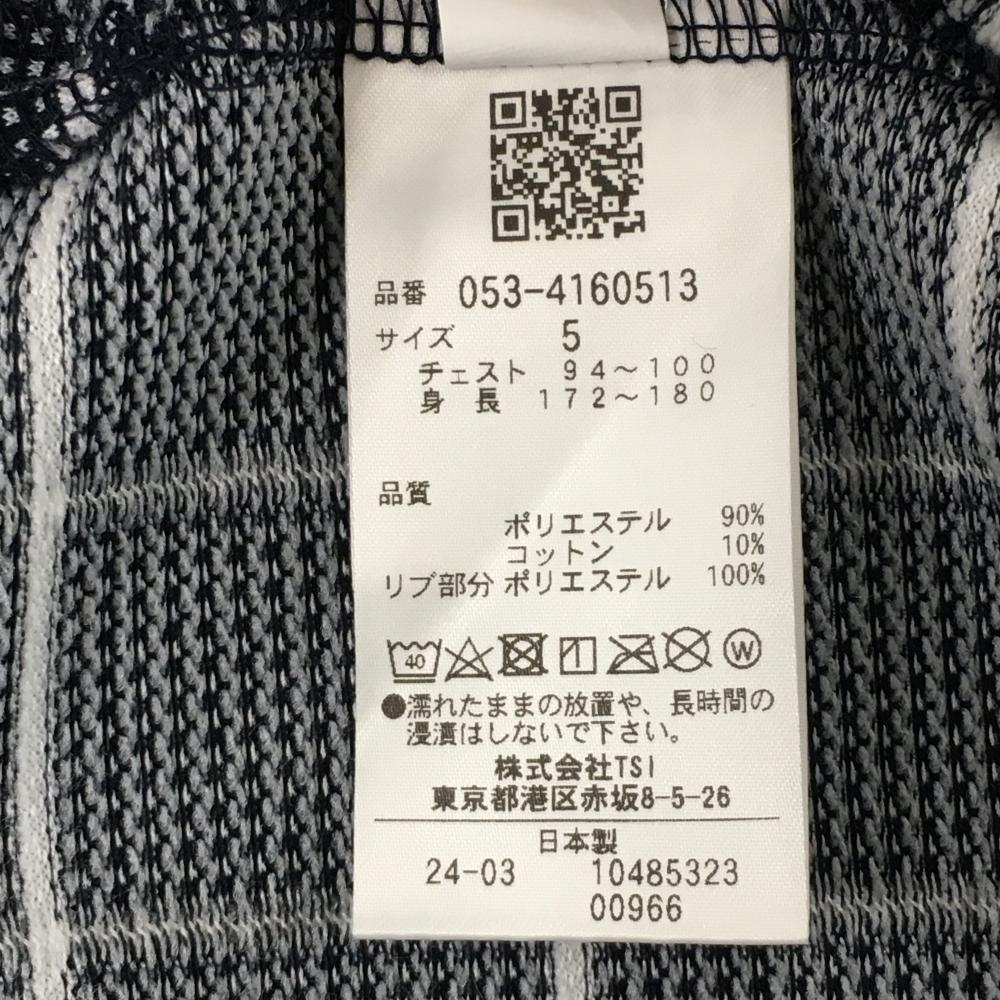 品番 053-4160513
サイズ 5
チェスト 94～100
身長 172～180
品質
ポリエステル 90%
コットン 10%
リブ部分 ポリエステル 100%
40 W
●濡れたままの放置や、長時間の
浸漬はしないで下さい。
株式会社TSI
東京都港区赤坂8-5-26
日本製
24-03 10485323
00966